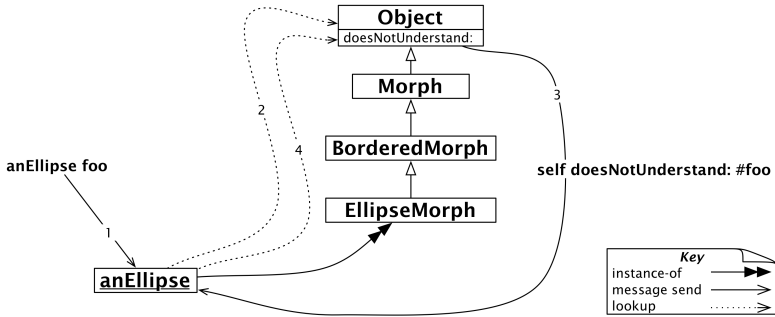 Object
doesNotUnderstand:
Morph
3
2
BorderedMorph
4
anEllipse foo
self doesNotUnderstand: #foo
EllipseMorph
1
anEllipse
Key
instance-of
message send
lookup